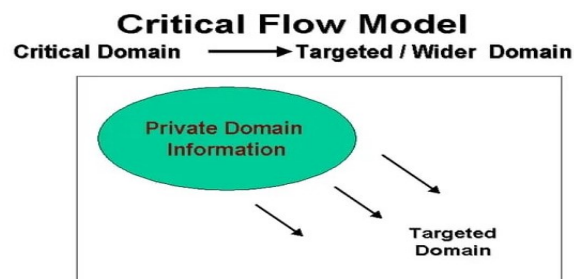 Critical Flow Model
Critical Domain Targeted / Wider Domain
Private Domain
Information
Targeted
Domain